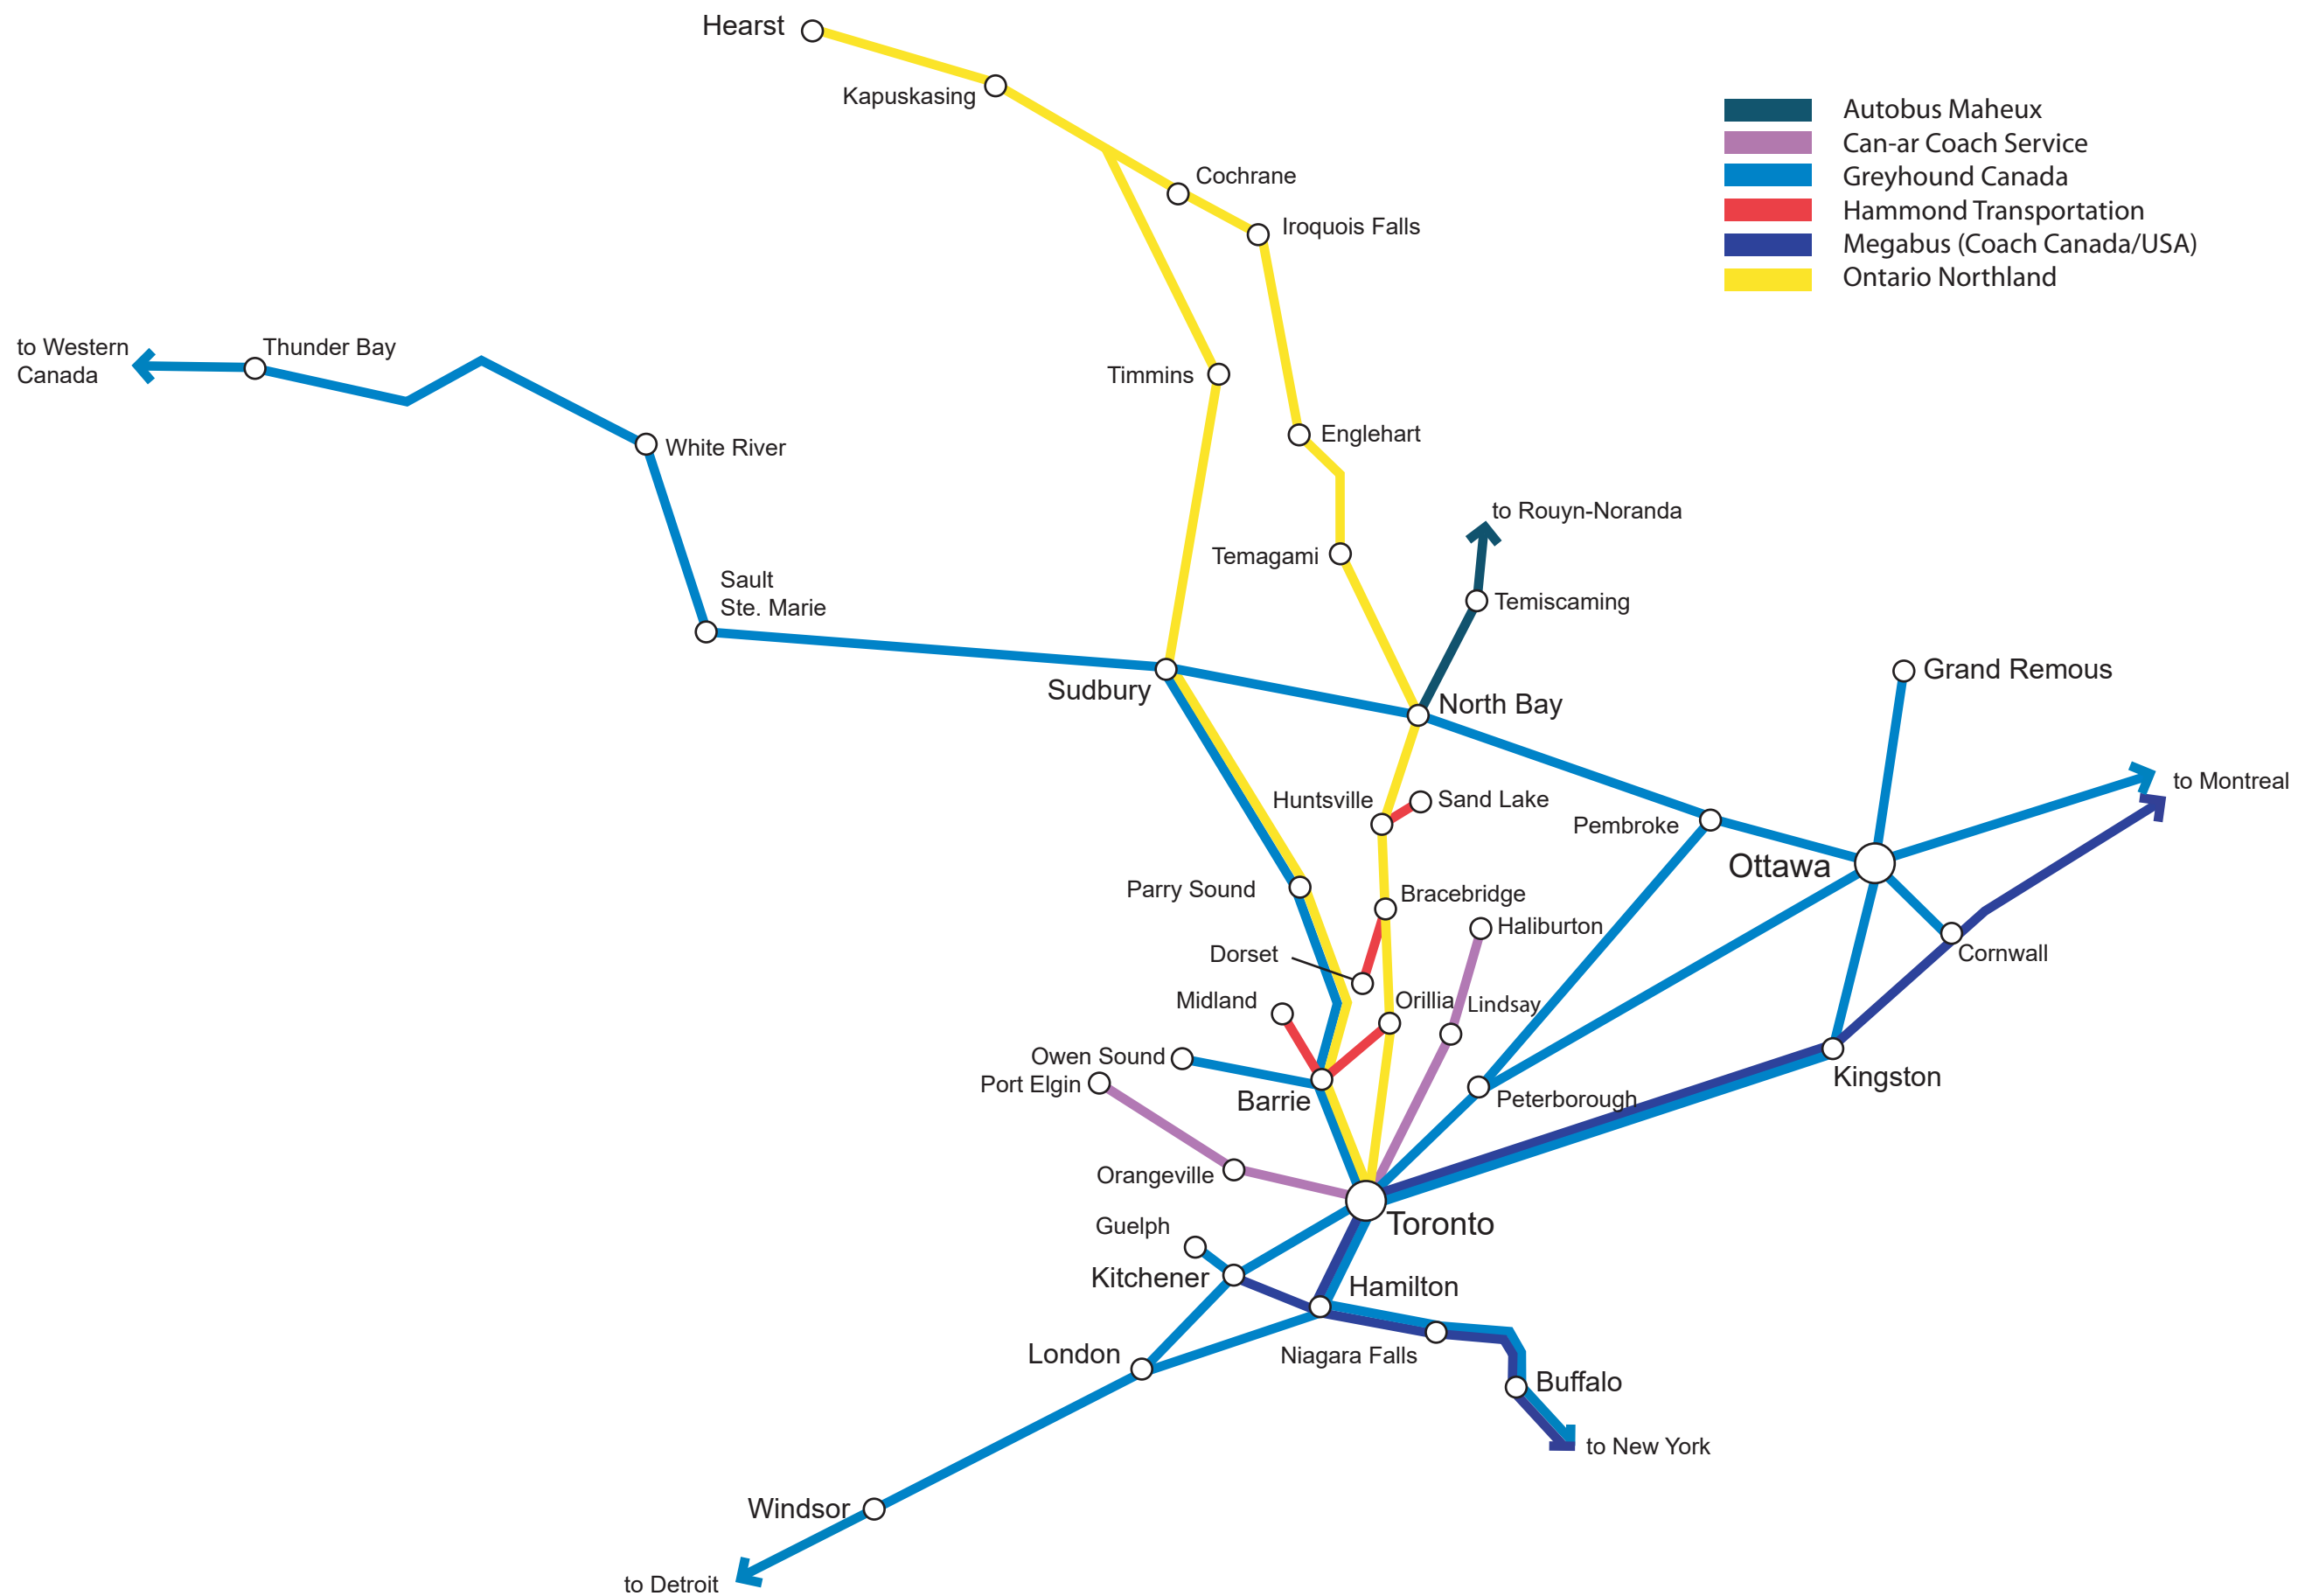 Hearst
Kapuskasing
Autobus Maheux
Can-ar Coach Service
Greyhound Canada
Hammond Transportation
Megabus (Coach Canada/USA)
Ontario Northland
Cochrane
Iroquois Falls
to Western
Canada
Thunder Bay
Timmins
White River
Englehart
to Rouyn-Noranda
Temagami
Sault
Ste. Marie
Temiscaming
Sudbury
North Bay
Grand Remous
to Montreal
Huntsville
Sand Lake
Pembroke
Ottawa
Parry Sound
Bracebridge
Haliburton
Dorset
Cornwall
Midland
Orillia
Lindsay
Owen Sound
Port Elgin
Barrie
Peterborough
Kingston
Orangeville
Toronto
Guelph
Kitchener
Hamilton
London
Niagara Falls
Buffalo
to New York
Windsor
to Detroit